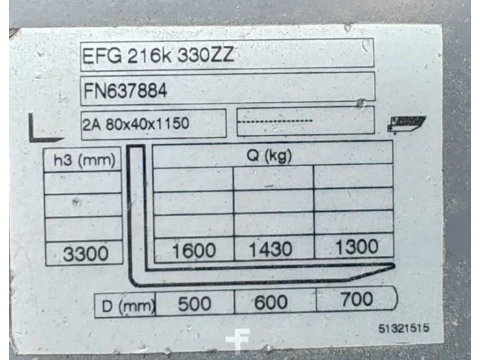 EFG 216k 330ZZ
FN637884
2A 80x40x1150 --------------
h3 (mm) Q (kg)
3300 1600 1430 1300
D (mm) 500 600 700
51321515